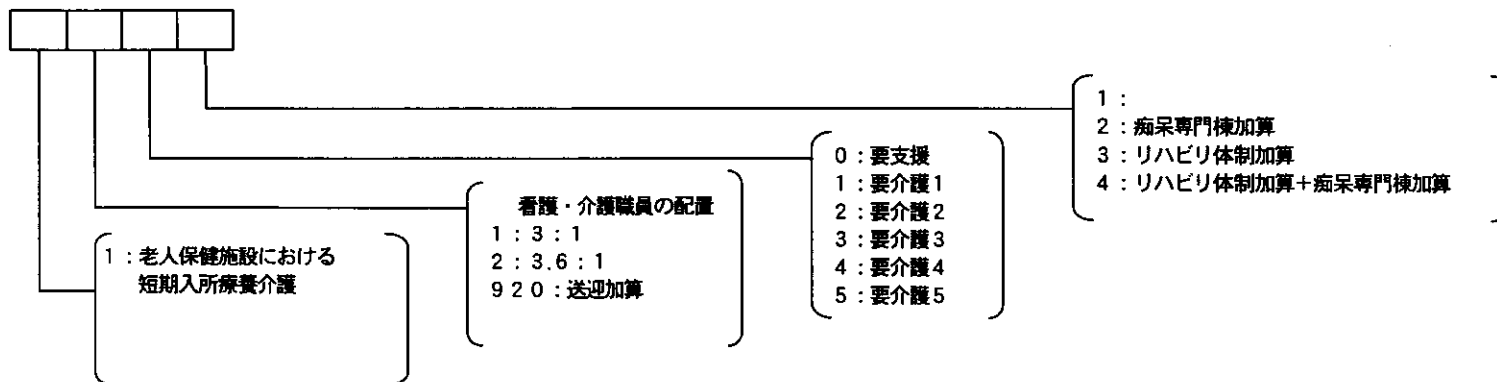 1：
2：痴呆専門棟加算
3：リハビリ体制加算
4：リハビリ体制加算＋痴呆専門棟加算
0：要支援
1：要介護1
2：要介護2
3：要介護3
4：要介護4
5：要介護5
看護・介護職員の配置
1：3：1
2：3.6：1
920：送迎加算
1：老人保健施設における
短期入所療養介護